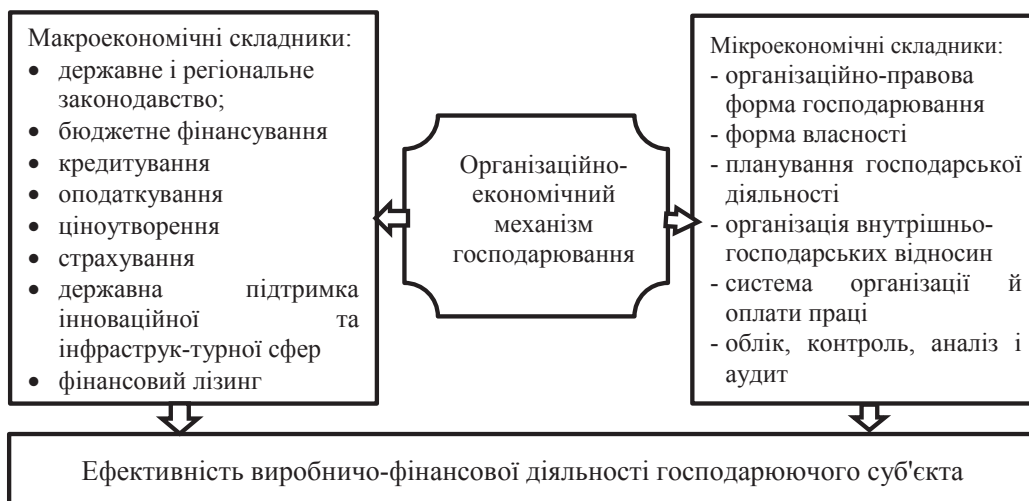 Макроекономічні складники:
• державне і регіональне
законодавство;
• бюджетне фінансування
• кредитування
• оподаткування
• ціноутворення
• страхування
• державна підтримка
інноваційної та
інфраструк-турної сфер
• фінансовий лізинг
Організаційно-
економічний
механізм
господарювання
Мікроекономічні складники:
- організаційно-правова
форма господарювання
- форма власності
- планування господарської
діяльності
- організація внутрішньо-
господарських відносин
- система організації й
оплати праці
- облік, контроль, аналіз і
аудит
Ефективність виробничо-фінансової діяльності господарюючого суб'єкта